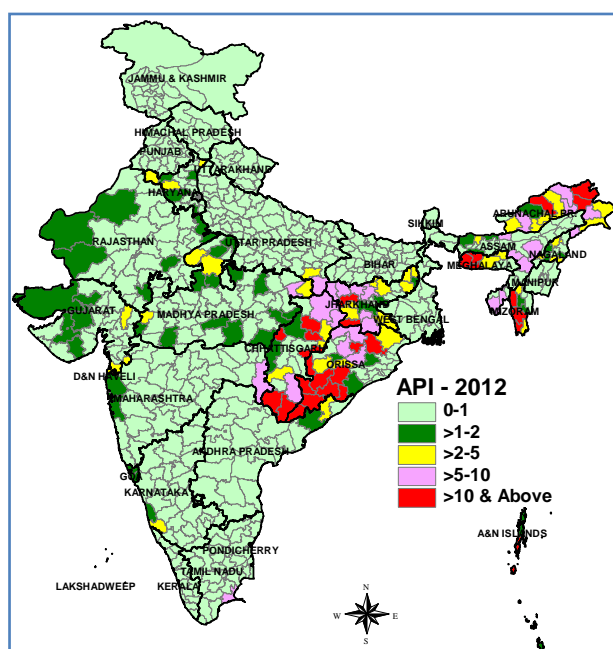 JAMMU & KASHMIR
HIMACHAL PRADESH
PUNJAB
UTTARAKHAND
HARYANA
ARUNACHAL PR.
SIKKIM
RAJASTHAN
UTTAR PRADESH
ASSAM
NAGALAND
BIHAR
MEGHALAYA
MANIPUR
JHARKHAND
GUJARAT
MADHYA PRADESH
WEST BENGAL
MIZORAM
CHHATTISGARH
ORISSA
D&N HAVELI
MAHARASHTRA
API - 2012
0-1
>1-2
>2-5
>5-10
>10 & Above
ANDHRA PRADESH
KARNATAKA
A&N ISLANDS
PONDICHERRY
TAMIL NADU
LAKSHADWEEP
KERALA
N
W
E
S